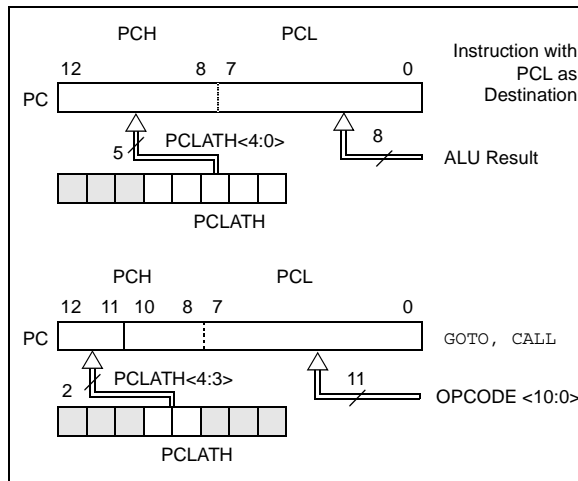 PCH PCL
12 8 7 0
Instruction with
PCL as
Destination
PC
5 PCLATH<4:0> 8
ALU Result
PCLATH
PCH PCL
12 11 10 8 7 0
PC GOTO, CALL
2 PCLATH<4:3> 11
OPCODE <10:0>
PCLATH